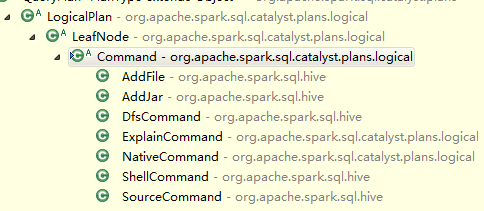 LogicalPlan - org.apache.spark.sql.catalyst.plans.logical
LeafNode - org.apache.spark.sql.catalyst.plans.logical
Command - org.apache.spark.sql.catalyst.plans.logical
AddFile - org.apache.spark.sql.hive
AddJar - org.apache.spark.sql.hive
DfsCommand - org.apache.spark.sql.hive
ExplainCommand - org.apache.spark.sql.catalyst.plans.logical
NativeCommand - org.apache.spark.sql.catalyst.plans.logical
ShellCommand - org.apache.spark.sql.hive
SourceCommand - org.apache.spark.sql.hive